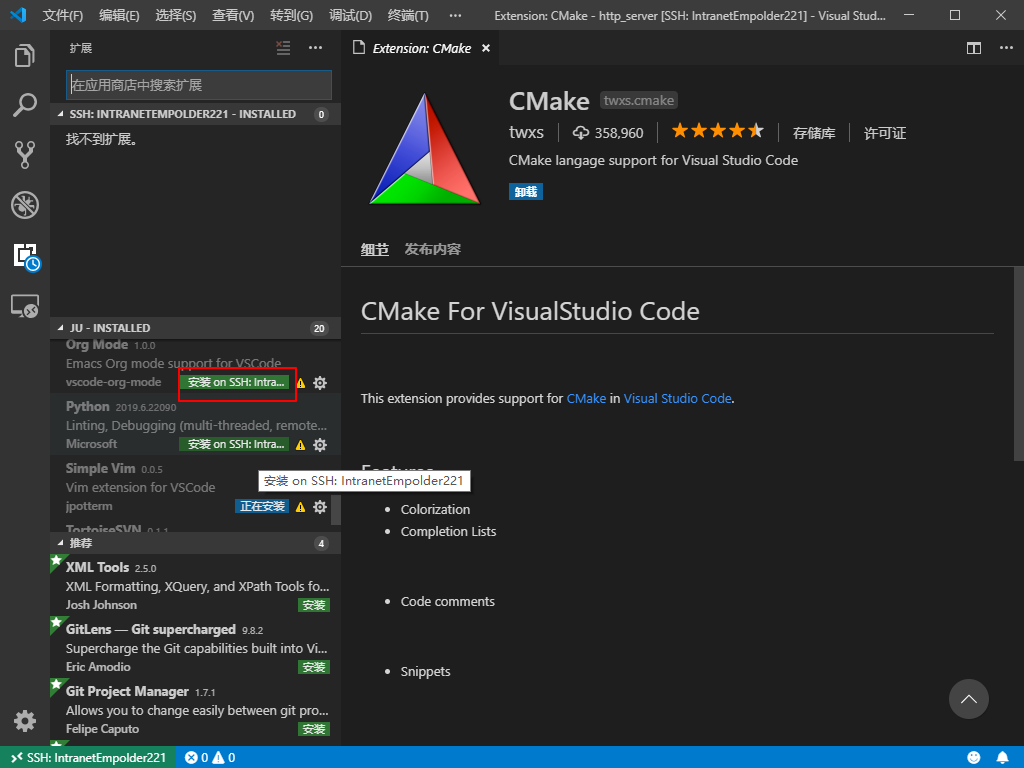 文件(F) 编辑(E) 选择(S) 查看(V) 转到(G) 调试(D) 终端(T) ··· Extension: CMake - http_server [SSH: IntranetEmpolder221] - Visual Stud...
扩展
在应用商店中搜索扩展
SSH: INTRANETEMPOLDER221 - INSTALLED 0
找不到扩展。
JU - INSTALLED 20
Org Mode 1.0.0
Emacs Org mode support for VSCode
vscode-org-mode 安装 on SSH: Intra...
Python 2019.6.22090
Linting, Debugging (multi-threaded, remote...
Microsoft 安装 on SSH: Intra...
Simple Vim 0.0.5
Vim extension for VSCode
安装 on SSH: IntranetEmpolder221
jpotterm 正在安装
TortoiseSVN 0.1.1
推荐 4
XML Tools 2.5.0
XML Formatting, XQuery, and XPath Tools fo...
Josh Johnson 安装
GitLens — Git supercharged 9.8.2
Supercharge the Git capabilities built into Vi...
Eric Amodio 安装
Git Project Manager 1.7.1
Allows you to change easily between git pro...
Felipe Caputo 安装
Extension: CMake
CMake twxs.cmake
twxs 358,960 存储库 许可证
CMake langage support for Visual Studio Code
卸载
细节 发布内容
CMake For VisualStudio Code
This extension provides support for CMake in Visual Studio Code.
Features
Colorization
Completion Lists
Code comments
Snippets
SSH: IntranetEmpolder221 0 0